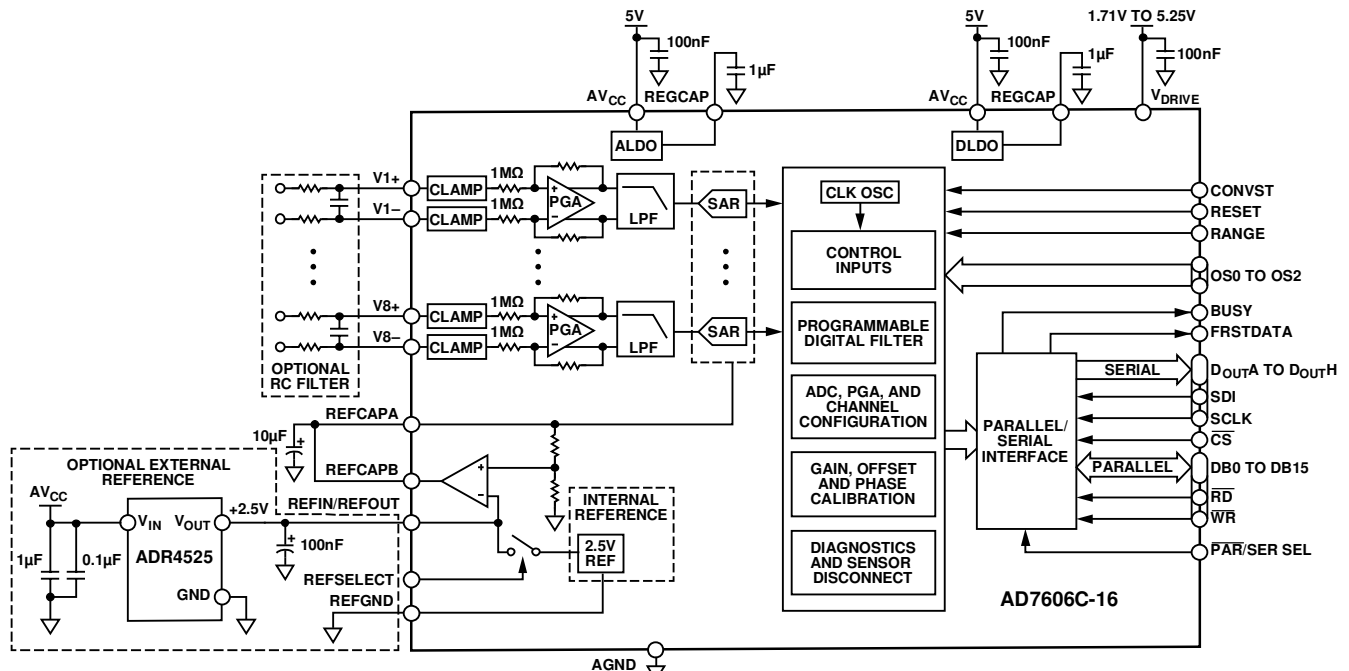 5V
100nF
1µF
AVCC
REGCAP
ALDO
5V
100nF
1µF
AVCC
REGCAP
DLDO
1.71V TO 5.25V
100nF
VDRIVE
V1+
CLAMP
1MΩ
V1–
CLAMP
1MΩ
+
–
PGA
LPF
SAR
V8+
CLAMP
1MΩ
V8–
CLAMP
1MΩ
+
–
PGA
LPF
SAR
OPTIONAL
RC FILTER
CLK OSC
CONTROL
INPUTS
PROGRAMMABLE
DIGITAL FILTER
ADC, PGA, AND
CHANNEL
CONFIGURATION
GAIN, OFFSET
AND PHASE
CALIBRATION
DIAGNOSTICS
AND SENSOR
DISCONNECT
PARALLEL/
SERIAL
INTERFACE
SERIAL
PARALLEL
CONVST
RESET
RANGE
OS0 TO OS2
BUSY
FRSTDATA
DOUTA TO DOUTH
SDI
SCLK
CS
DB0 TO DB15
RD
WR
PAR/SER SEL
AD7606C-16
REFCAPA
10µF
+
REFCAPB
+
–
REFIN/REFOUT
INTERNAL
REFERENCE
2.5V
REF
REFSELECT
REFGND
AGND
OPTIONAL EXTERNAL
REFERENCE
AVCC
VIN
VOUT
+2.5V
ADR4525
GND
1µF
0.1µF
+
100nF